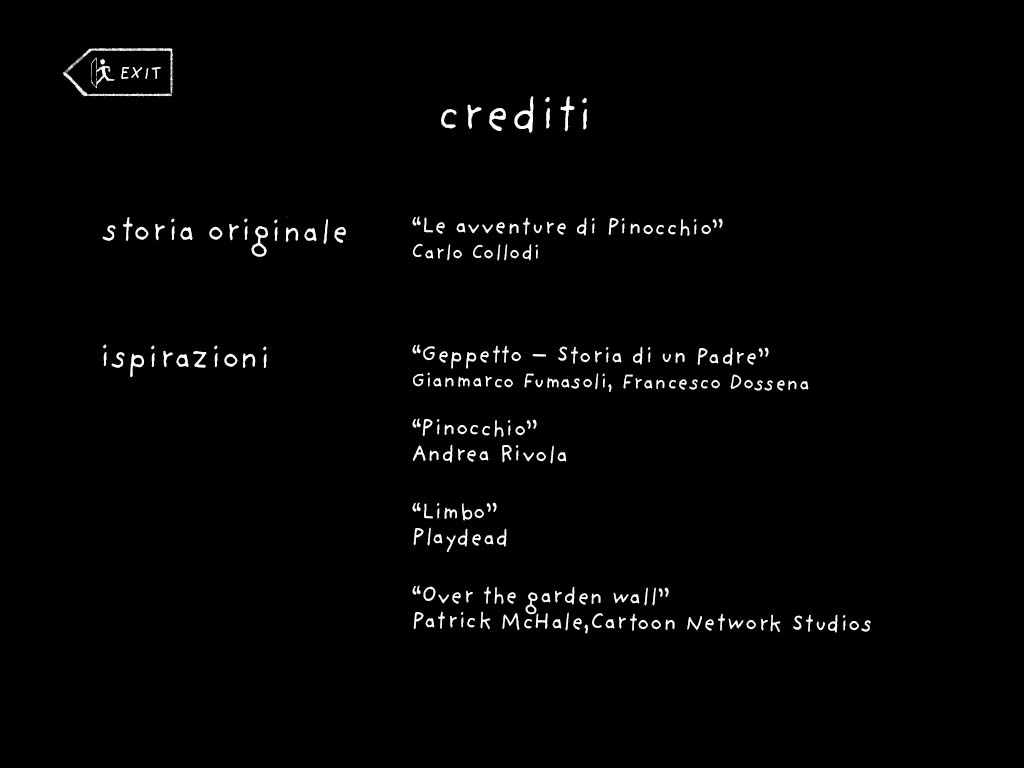 EXIT
crediti
storia originale
“Le avventure di Pinocchio”
Carlo Collodi
ispirazioni
“Geppetto – Storia di un Padre”
Gianmarco Fumasoli, Francesco Dossena
“Pinocchio”
Andrea Rivola
“Limbo”
Playdead
“Over the garden wall”
Patrick McHale,Cartoon Network Studios